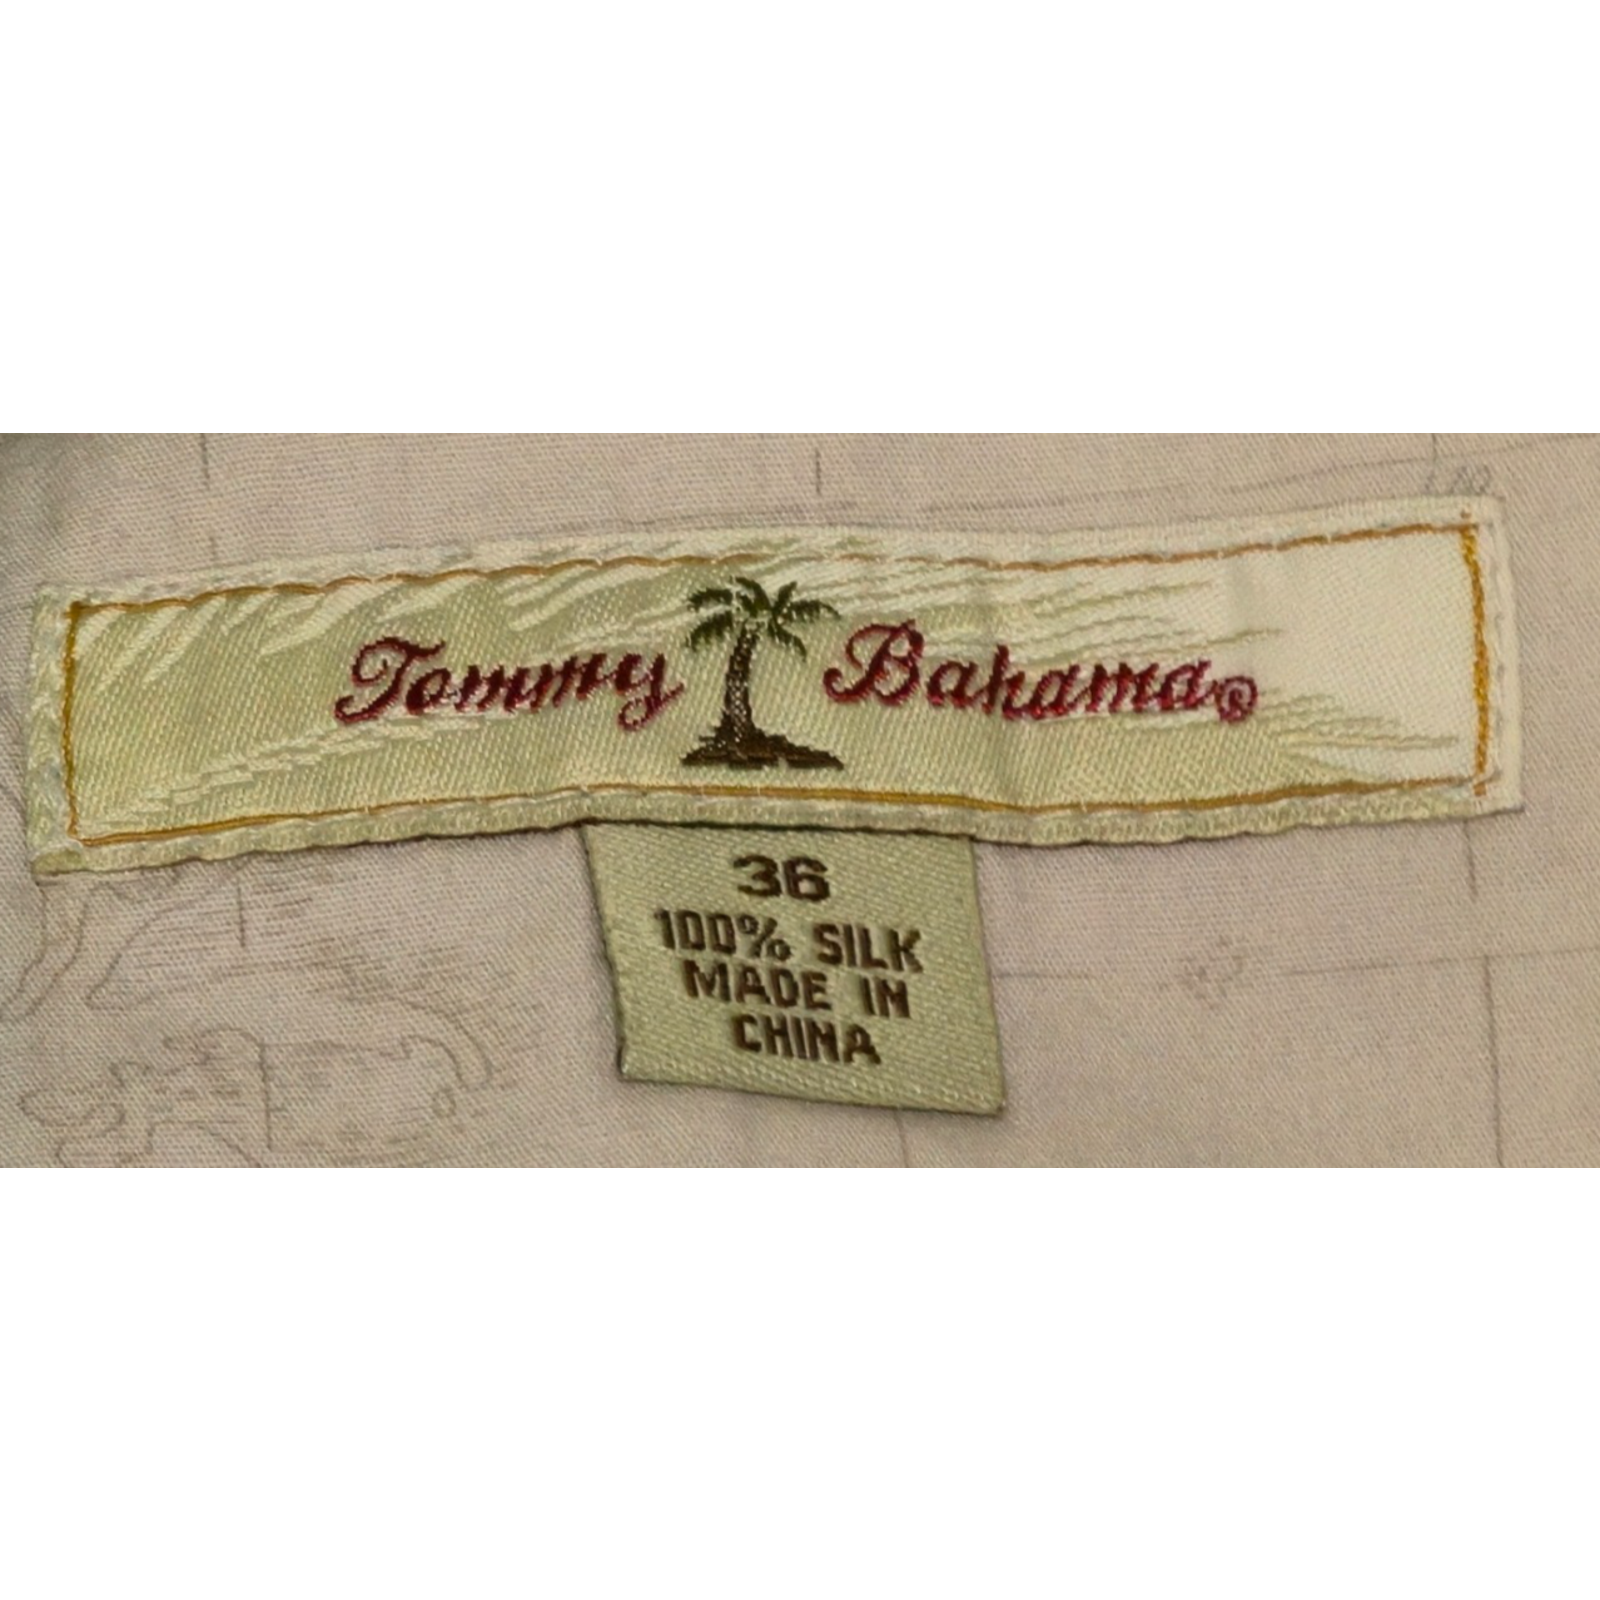 Tommy Bahama®
36
100% SILK
MADE IN
CHINA